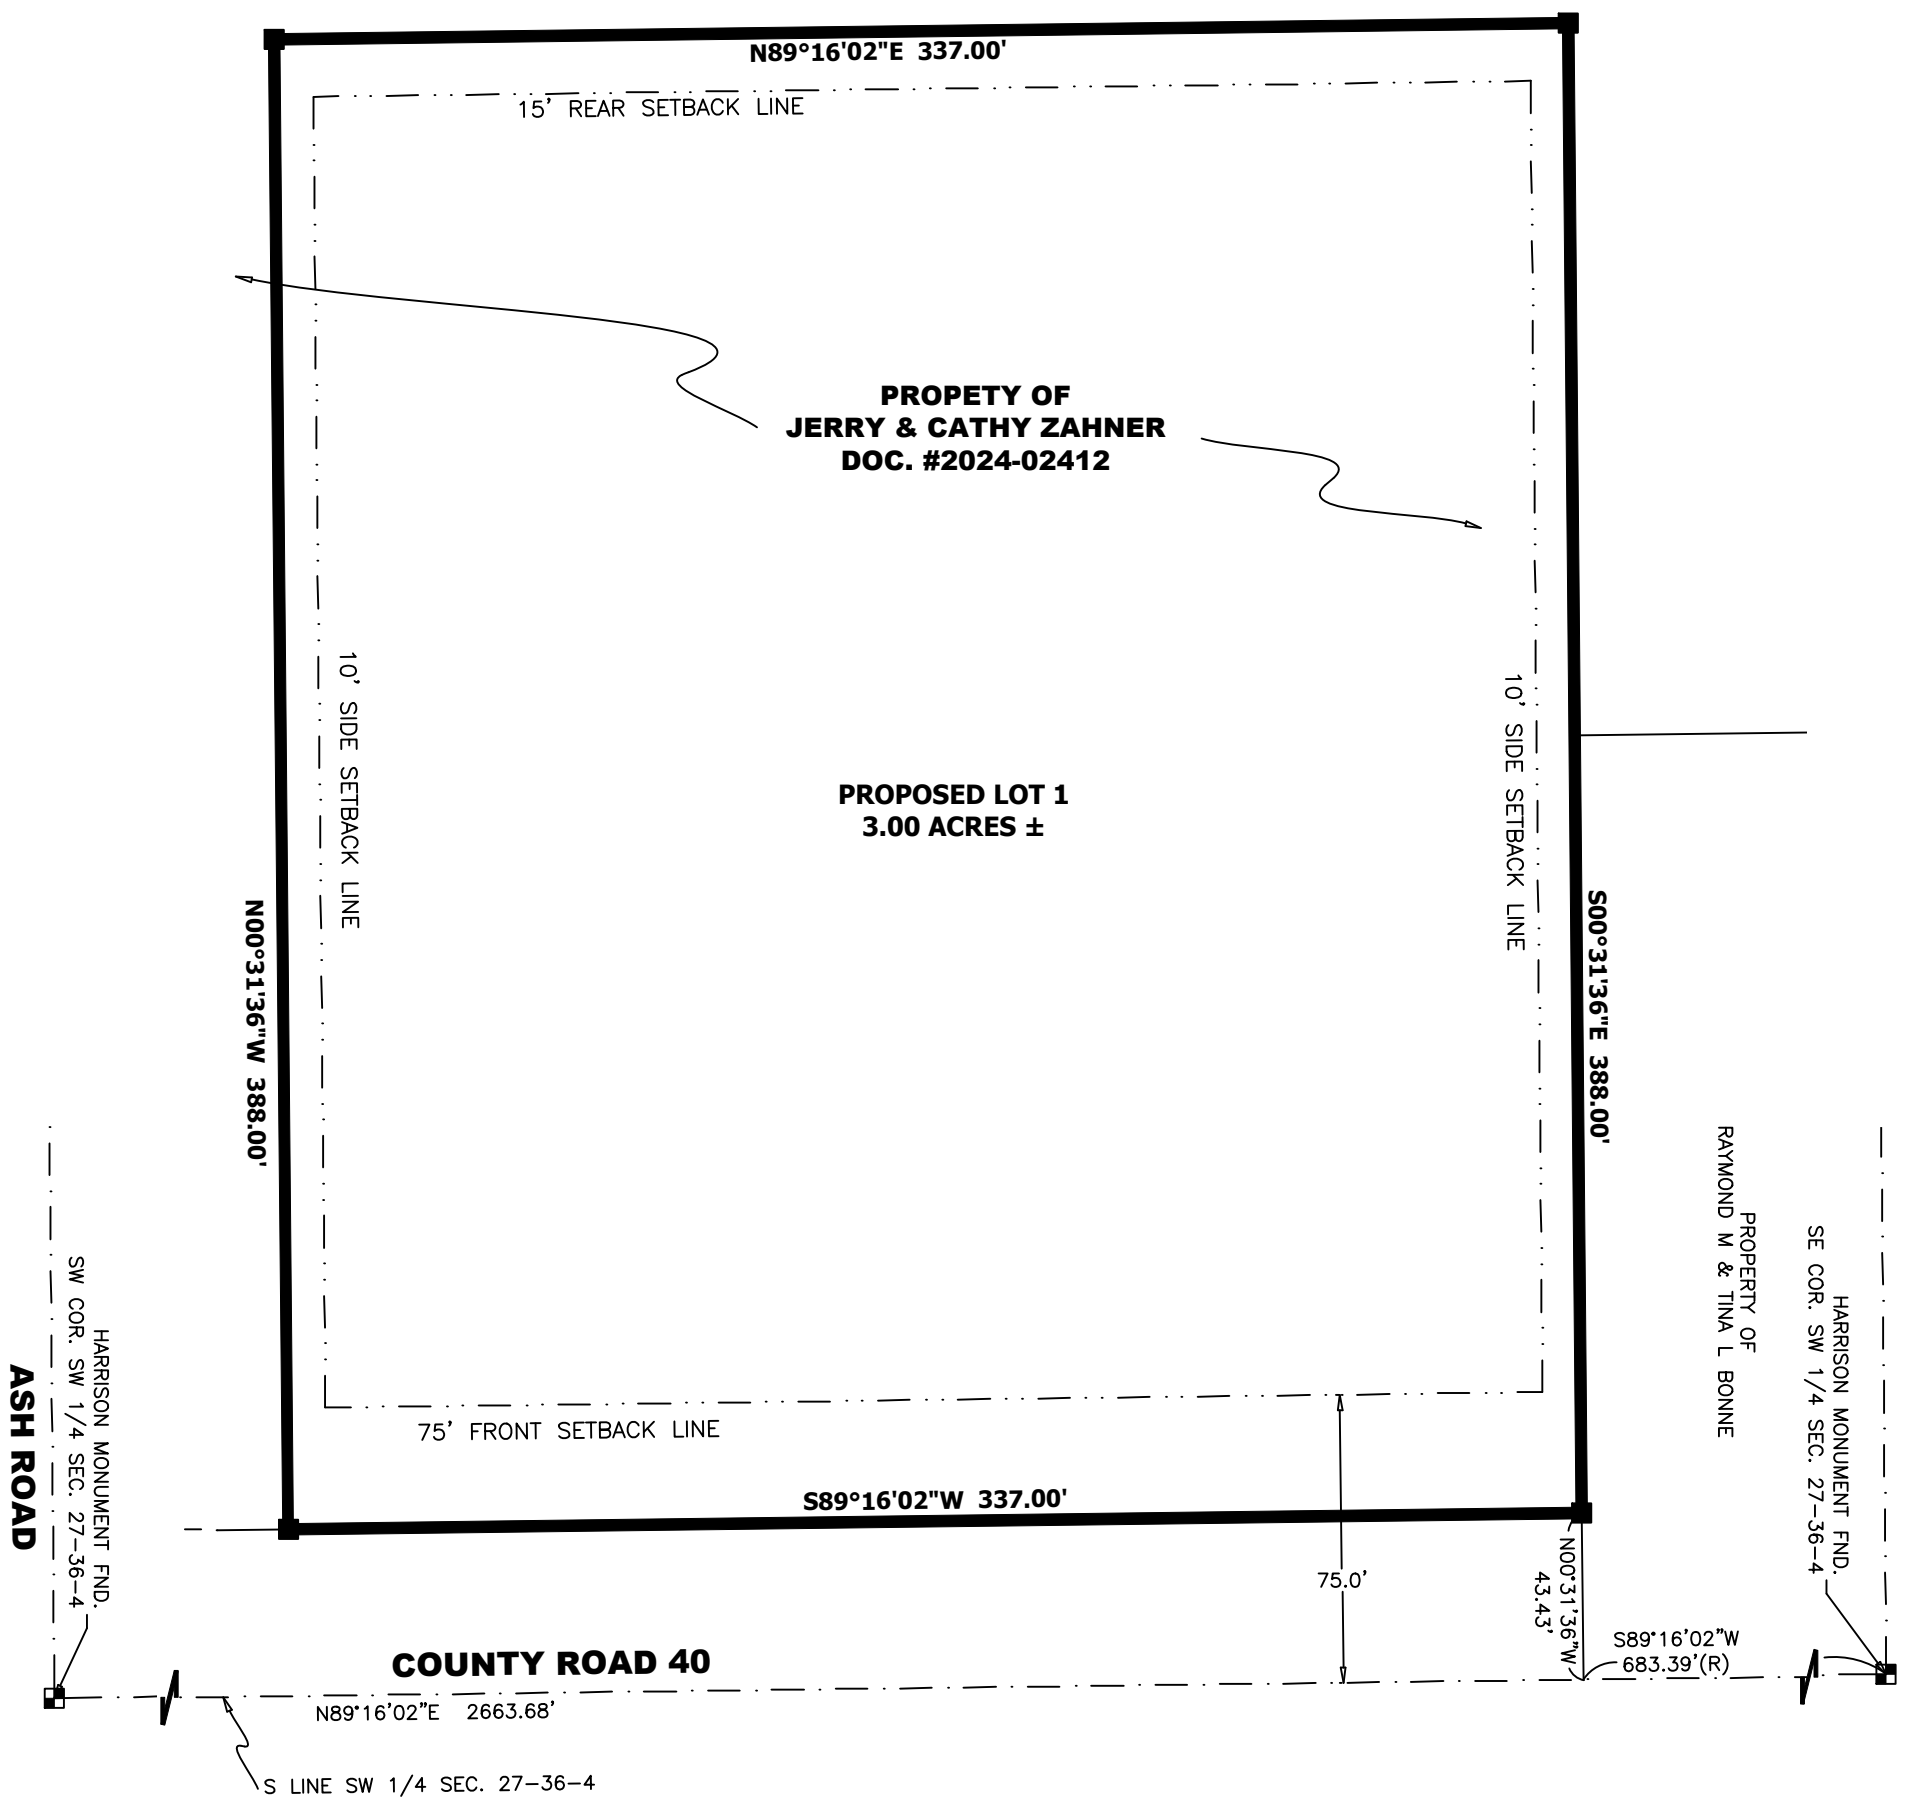 N89°16'02"E 337.00'
15' REAR SETBACK LINE
PROPETY OF
JERRY & CATHY ZAHNER
DOC. #2024-02412
10' SIDE SETBACK LINE
10' SIDE SETBACK LINE
PROPOSED LOT 1
3.00 ACRES ±
N00°31'36"W 388.00'
S00°31'36"E 388.00'
PROPERTY OF
RAYMOND M & TINA L BONNE
HARRISON MONUMENT FND.
SE COR. SW 1/4 SEC. 27-36-4
HARRISON MONUMENT FND.
SW COR. SW 1/4 SEC. 27-36-4
ASH ROAD
75' FRONT SETBACK LINE
S89°16'02"W 337.00'
75.0'
N00°31'36"W
43.43'
S89°16'02"W
683.39'(R)
COUNTY ROAD 40
N89°16'02"E 2663.68'
S LINE SW 1/4 SEC. 27-36-4